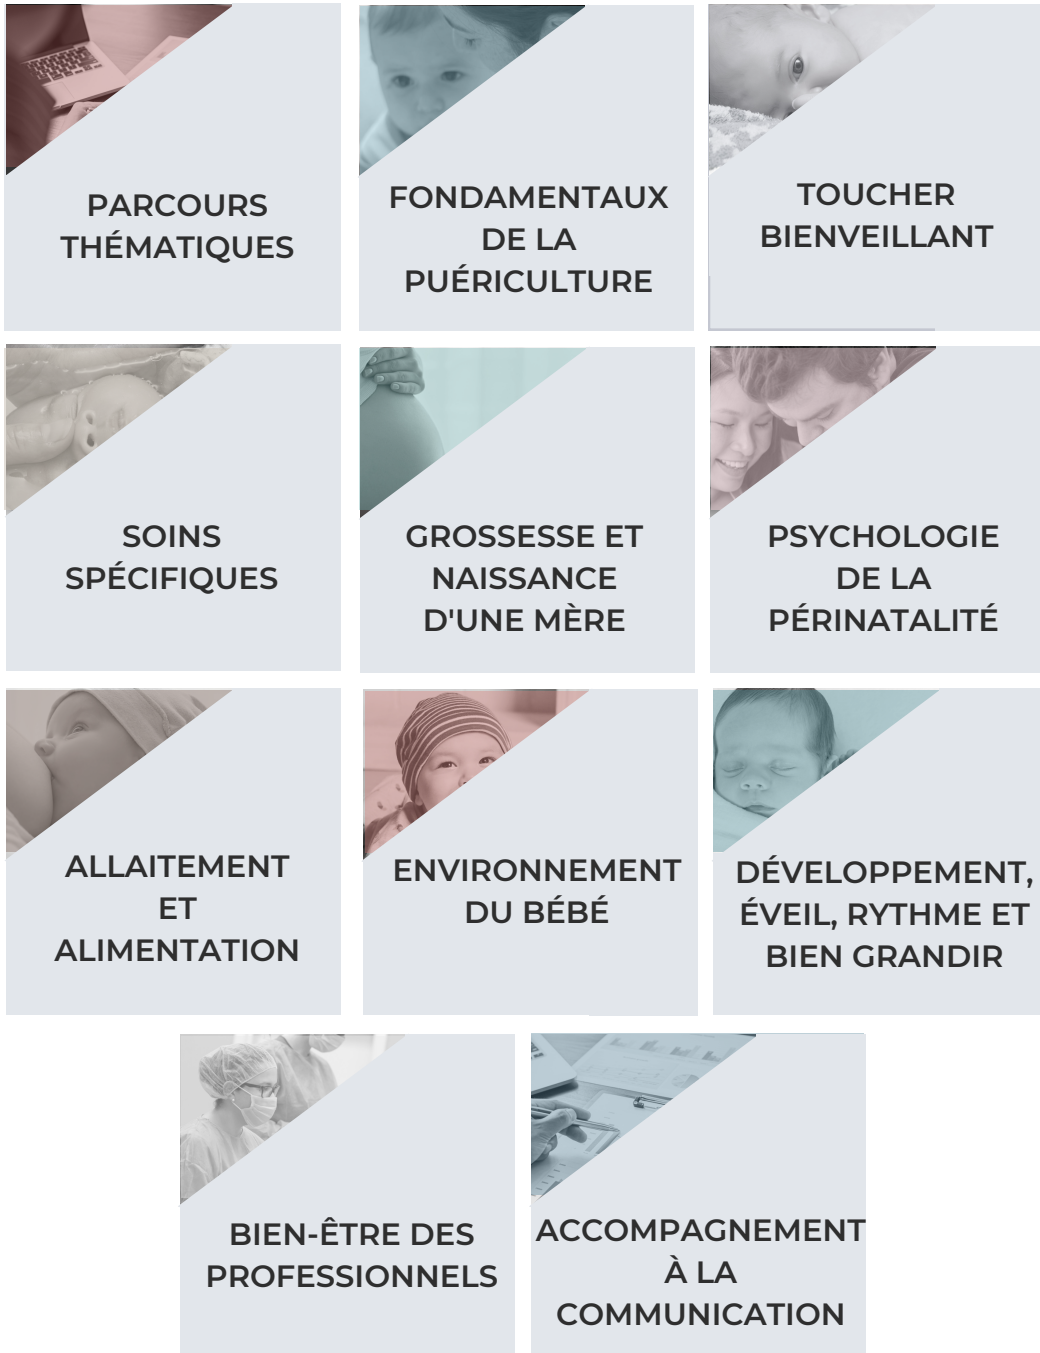 PARCOURS
THÉMATIQUES
FONDAMENTAUX
DE LA
PUÉRICULTURE
TOUCHER
BIENVEILLANT
SOINS
SPÉCIFIQUES
GROSSESSE ET
NAISSANCE
D'UNE MÈRE
PSYCHOLOGIE
DE LA
PÉRINATALITÉ
ALLAITEMENT
ET
ALIMENTATION
ENVIRONNEMENT
DU BÉBÉ
DÉVELOPPEMENT,
ÉVEIL, RYTHME ET
BIEN GRANDIR
BIEN-ÊTRE DES
PROFESSIONNELS
ACCOMPAGNEMENT
À LA
COMMUNICATION